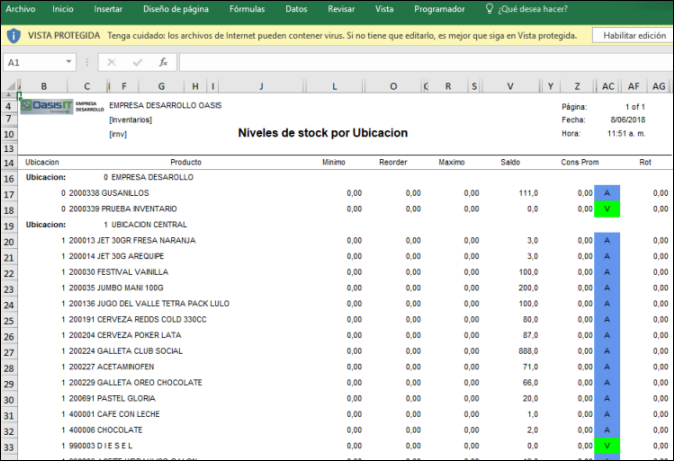 Archivo Inicio Insertar Diseño de página Fórmulas Datos Revisar Vista Programador ¿Qué desea hacer?
VISTA PROTEGIDA Tenga cuidado: los archivos de Internet pueden contener virus. Si no tiene que editarlo, es mejor que siga en Vista protegida. Habilitar edición
A1 fx
B C F G H I J L O Q R S V Y Z AC AF AG
4 OasisIT EMPRESA DESARROLLO EMPRESA DESARROLLO OASIS Página: 1 of 1
7 [Inventarios] Fecha: 8/06/2018
10 [irnv] Niveles de stock por Ubicacion Hora: 11:51 a. m.
13
14 Ubicacion Producto Minimo Reorder Maximo Saldo Cons Prom Rot
16 Ubicacion: 0 EMPRESA DESAROLLO
17 0 2000338 GUSANILLOS 0,00 0,00 0,00 111,0 0,00 A 0,00
18 0 2000339 PRUEBA INVENTARIO 0,00 0,00 0,00 0,0 0,00 V 0,00
19 Ubicacion: 1 UBICACION CENTRAL
20 1 200013 JET 30GR FRESA NARANJA 0,00 0,00 0,00 3,0 0,00 A 0,00
21 1 200014 JET 30G AREQUIPE 0,00 0,00 0,00 3,0 0,00 A 0,00
22 1 200030 FESTIVAL VAINILLA 0,00 0,00 0,00 100,0 0,00 A 0,00
23 1 200035 JUMBO MANI 100G 0,00 0,00 0,00 200,0 0,00 A 0,00
24 1 200136 JUGO DEL VALLE TETRA PACK LULO 0,00 0,00 0,00 100,0 0,00 A 0,00
25 1 200191 CERVEZA REDDS COLD 330CC 0,00 0,00 0,00 80,0 0,00 A 0,00
26 1 200204 CERVEZA POKER LATA 0,00 0,00 0,00 87,0 0,00 A 0,00
27 1 200224 GALLETA CLUB SOCIAL 0,00 0,00 0,00 888,0 0,00 A 0,00
28 1 200227 ACETAMINOFEN 0,00 0,00 0,00 71,0 0,00 A 0,00
29 1 200229 GALLETA OREO CHOCOLATE 0,00 0,00 0,00 66,0 0,00 A 0,00
30 1 200691 PASTEL GLORIA 0,00 0,00 0,00 20,0 0,00 A 0,00
31 1 400001 CAFE CON LECHE 0,00 0,00 0,00 1,0 0,00 A 0,00
32 1 400006 CHOCOLATE 0,00 0,00 0,00 2,0 0,00 A 0,00
33 1 990003 D I E S E L 0,00 0,00 0,00 0,0 0,00 V 0,00